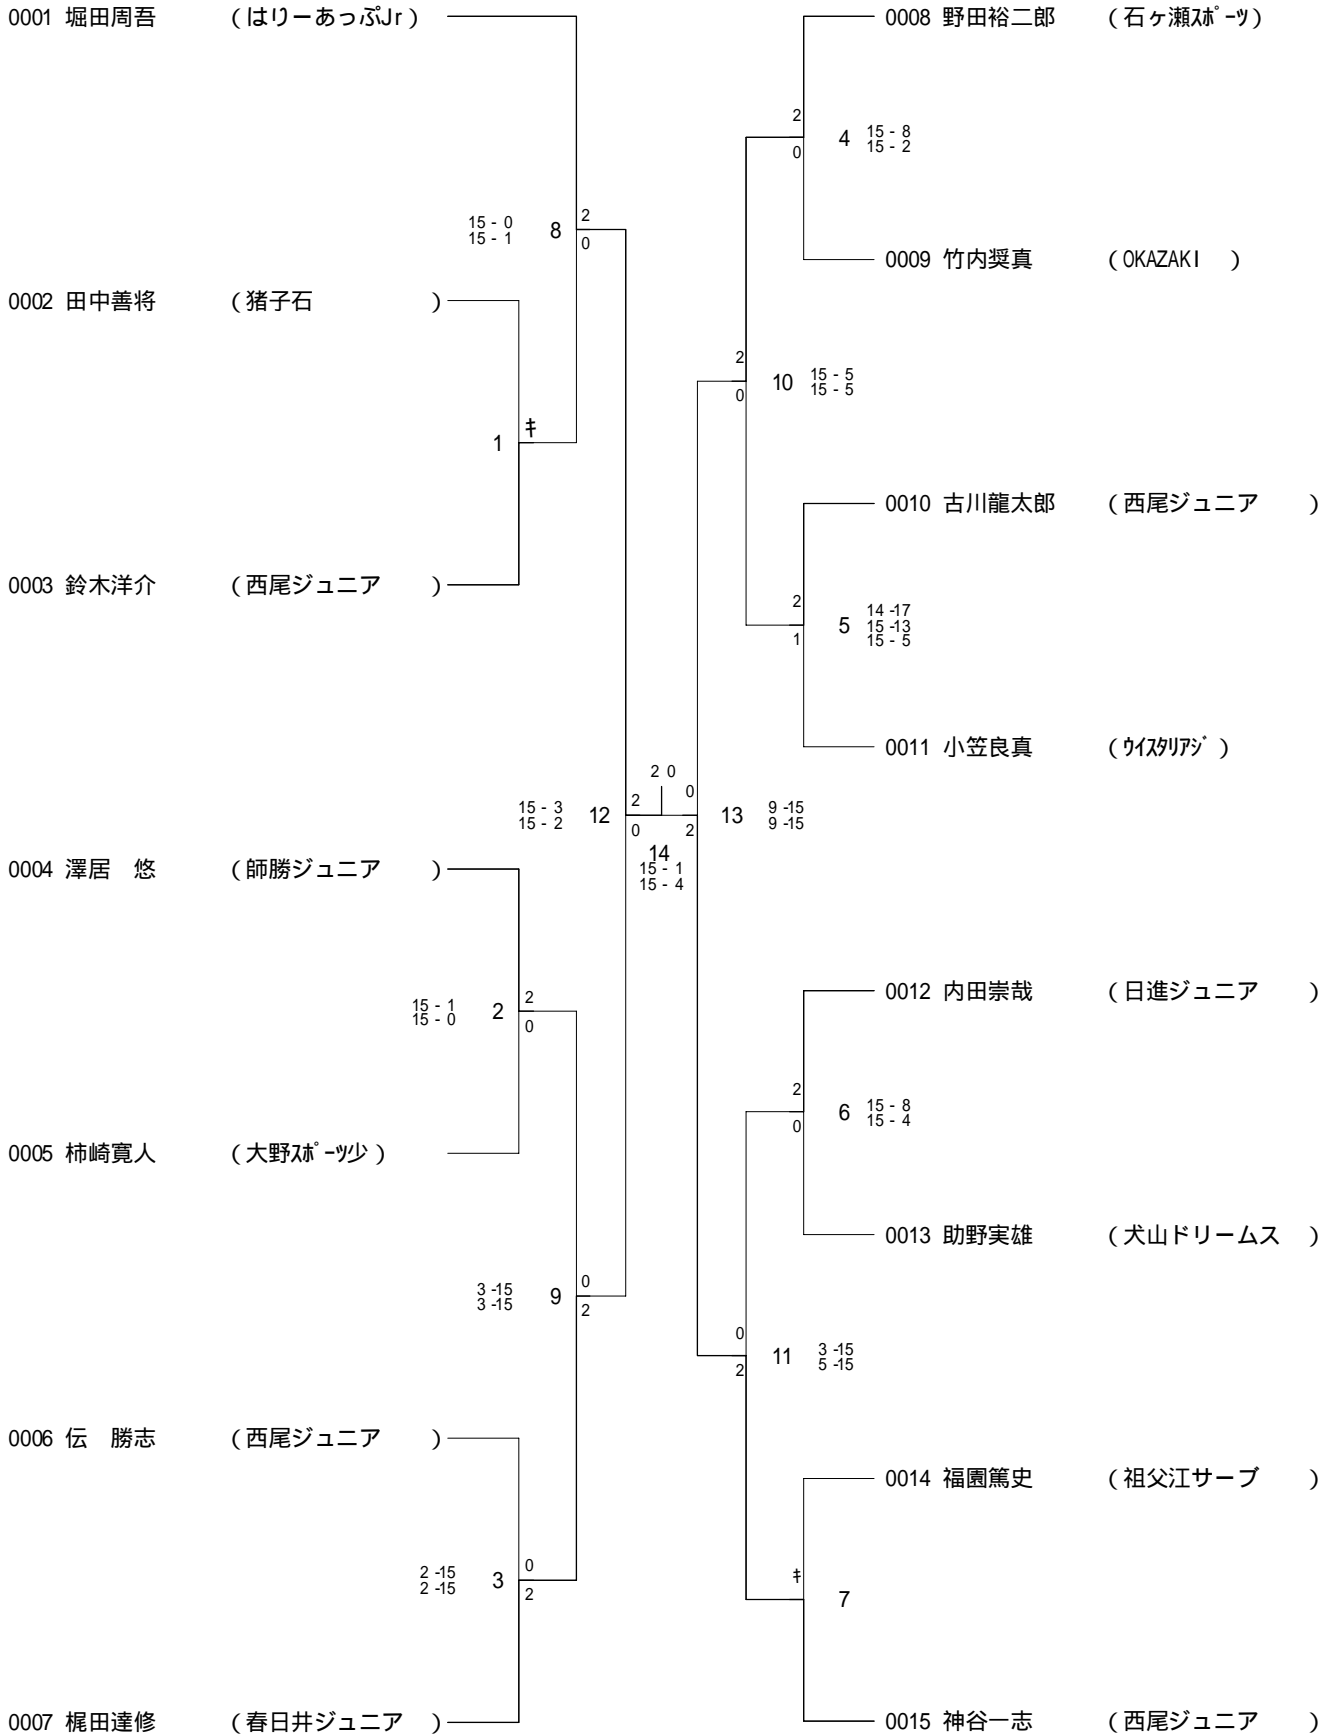 0001 堀田周吾 (はりーあっぷJr)
15 - 0
15 - 1
8
2
0
0002 田中善将 (猪子石 )
1
キ
0003 鈴木洋介 (西尾ジュニア )
15 - 3
15 - 2
12
2
0
0004 澤居 悠 (師勝ジュニア )
15 - 1
15 - 0
2
2
0
0005 柿崎寛人 (大野ｽﾎﾟｰﾂ少)
3 -15
3 -15
9
0
2
0006 伝 勝志 (西尾ジュニア )
2 -15
2 -15
3
0
2
0007 梶田達修 (春日井ジュニア )
2 0
14
15 - 1
15 - 4
0008 野田裕二郎 (石ヶ瀬ｽﾎﾟｰﾂ)
2
0
4
15 - 8
15 - 2
0009 竹内奨真 (OKAZAKI )
2
0
10
15 - 5
15 - 5
0010 古川龍太郎 (西尾ジュニア )
2
1
5
14 -17
15 -13
15 - 5
0011 小笠良真 (ｳｲｽﾀﾘｱｼﾞ)
0
2
13
9 -15
9 -15
0012 内田崇哉 (日進ジュニア )
2
0
6
15 - 8
15 - 4
0013 助野実雄 (犬山ドリームス )
0
2
11
3 -15
5 -15
0014 福園篤史 (祖父江サーブ )
キ
7
0015 神谷一志 (西尾ジュニア )